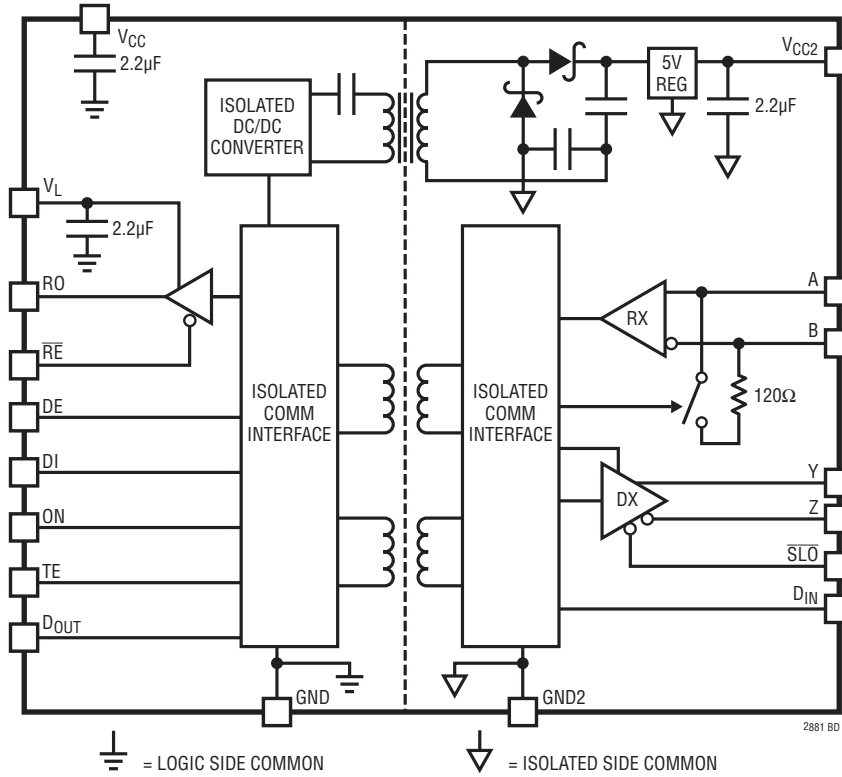 VCC
2.2µF
ISOLATED
DC/DC
CONVERTER
5V
REG
VCC2
2.2µF
VL
2.2µF
RO
R̅E̅
DE
DI
ON
TE
DOUT
ISOLATED
COMM
INTERFACE
ISOLATED
COMM
INTERFACE
RX
A
B
120Ω
DX
Y
Z
S̅L̅O̅
DIN
GND
GND2
2881 BD
= LOGIC SIDE COMMON
= ISOLATED SIDE COMMON